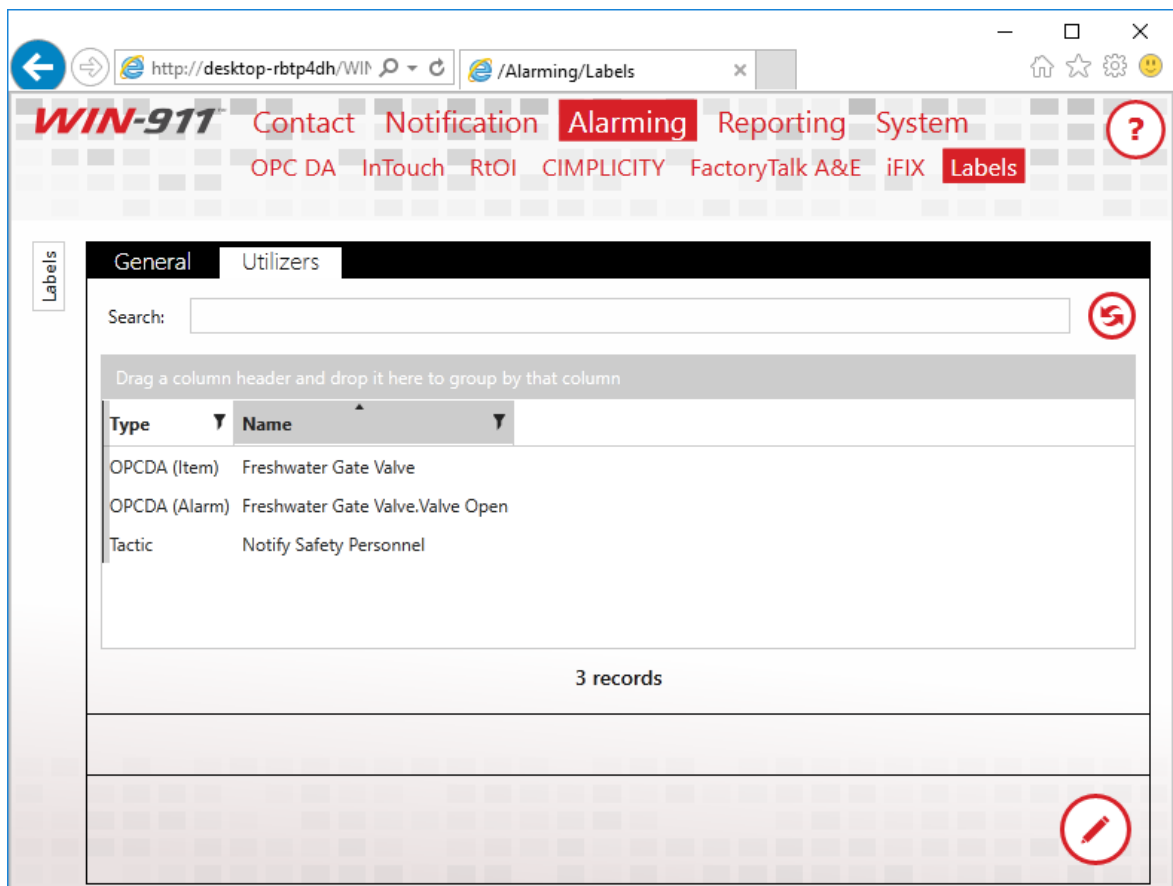 http://desktop-rbtp4dh/WIN
/Alarming/Labels
WIN-911™ Contact Notification Alarming Reporting System ?
OPC DA InTouch RtOI CIMPLICITY FactoryTalk A&E iFIX Labels
Labels
General Utilizers
Search:
Drag a column header and drop it here to group by that column
Type Name
OPCDA (Item) Freshwater Gate Valve
OPCDA (Alarm) Freshwater Gate Valve.Valve Open
Tactic Notify Safety Personnel
3 records